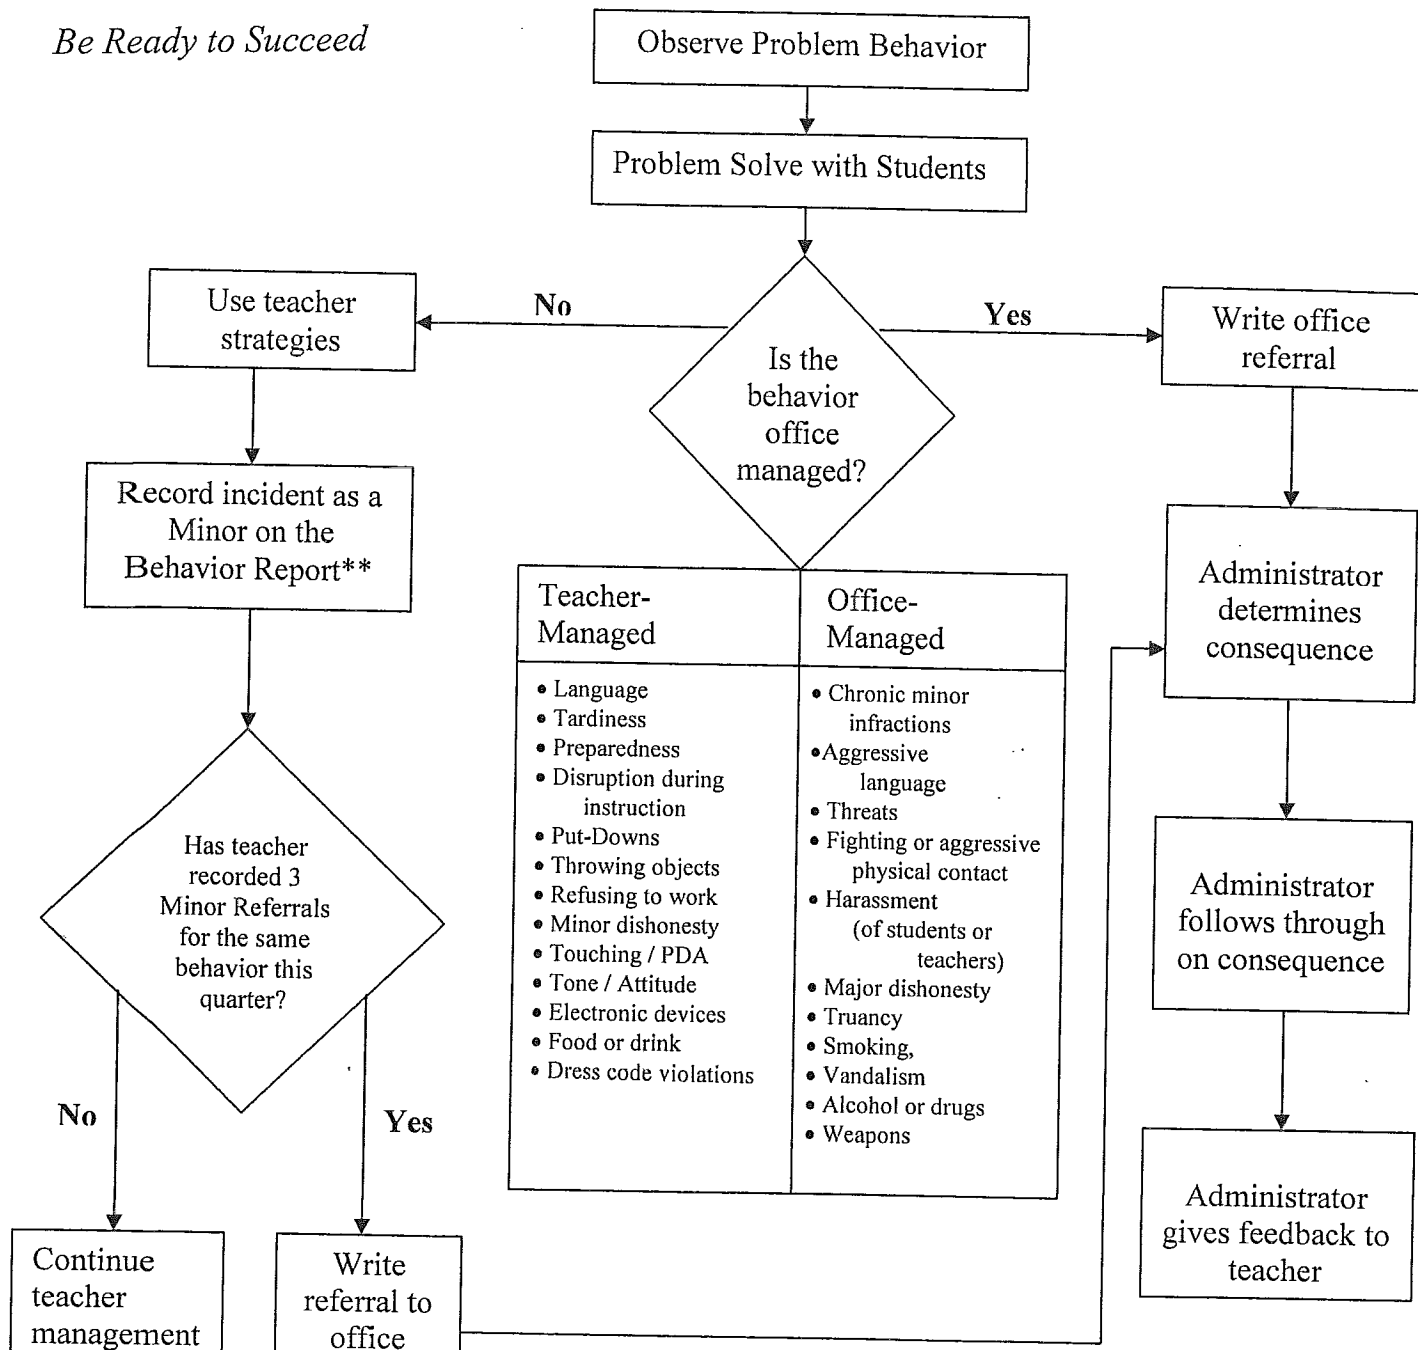 Be Ready to Succeed
Observe Problem Behavior
Problem Solve with Students
No
Yes
Use teacher
strategies
Is the
behavior
office
managed?
Write office
referral
Record incident as a
Minor on the
Behavior Report**
Administrator
determines
consequence
Teacher-
Managed
• Language
• Tardiness
• Preparedness
• Disruption during
instruction
• Put-Downs
• Throwing objects
• Refusing to work
• Minor dishonesty
• Touching / PDA
• Tone / Attitude
• Electronic devices
• Food or drink
• Dress code violations
Office-
Managed
• Chronic minor
infractions
•Aggressive
language
• Threats
• Fighting or aggressive
physical contact
• Harassment
(of students or
teachers)
• Major dishonesty
• Truancy
• Smoking,
• Vandalism
• Alcohol or drugs
• Weapons
Has teacher
recorded 3
Minor Referrals
for the same
behavior this
quarter?
Administrator
follows through
on consequence
No
Yes
Administrator
gives feedback to
teacher
Continue
teacher
management
Write
referral to
office